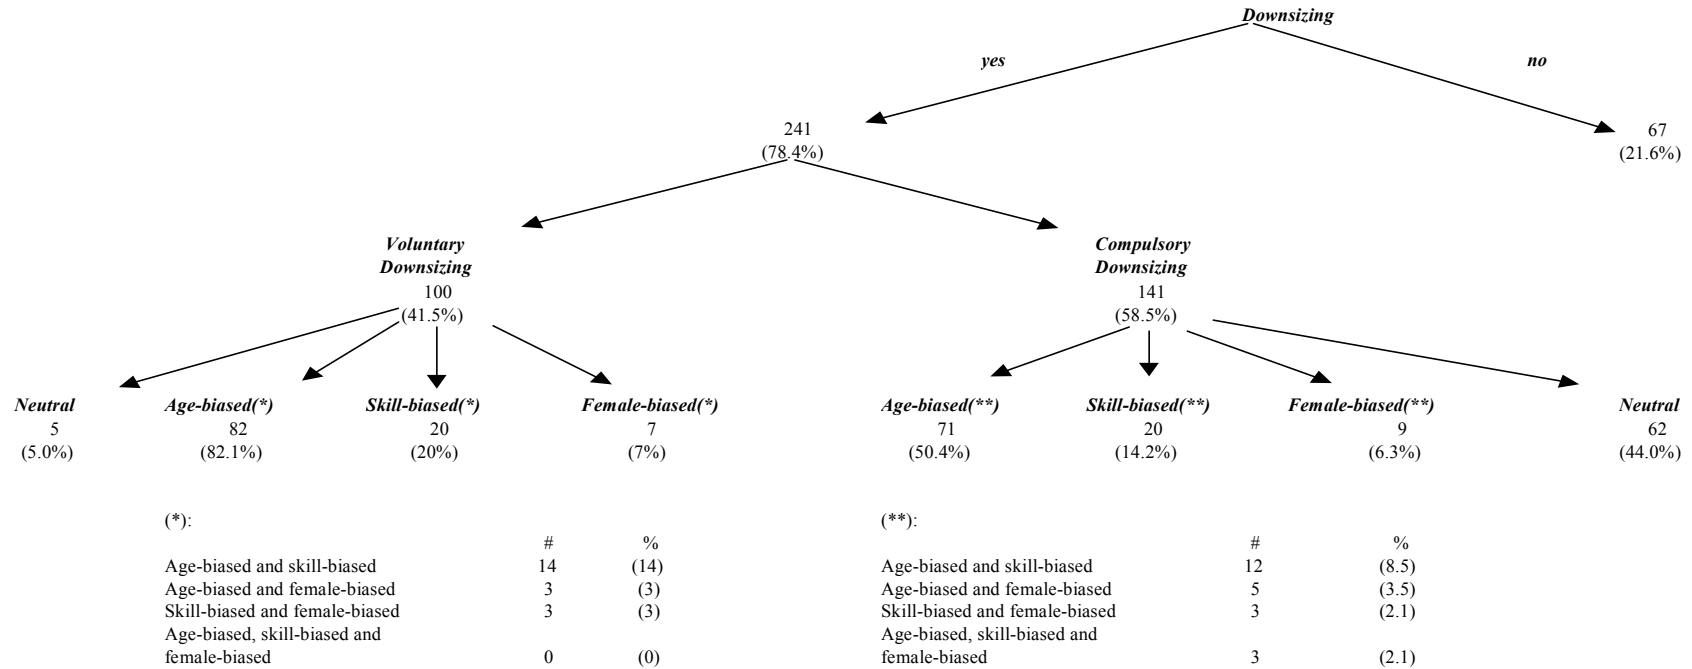 Downsizing
yes no
241 67
(78.4%) (21.6%)
Voluntary Compulsory
Downsizing Downsizing
100 141
(41.5%) (58.5%)
Neutral Age-biased(*) Skill-biased(*) Female-biased(*) Age-biased(**) Skill-biased(**) Female-biased(**) Neutral
5 82 20 7 71 20 9 62
(5.0%) (82.1%) (20%) (7%) (50.4%) (14.2%) (6.3%) (44.0%)
(*): (**):
# % # %
Age-biased and skill-biased 14 (14) Age-biased and skill-biased 12 (8.5)
Age-biased and female-biased 3 (3) Age-biased and female-biased 5 (3.5)
Skill-biased and female-biased 3 (3) Skill-biased and female-biased 3 (2.1)
Age-biased, skill-biased and Age-biased, skill-biased and
female-biased 0 (0) female-biased 3 (2.1)